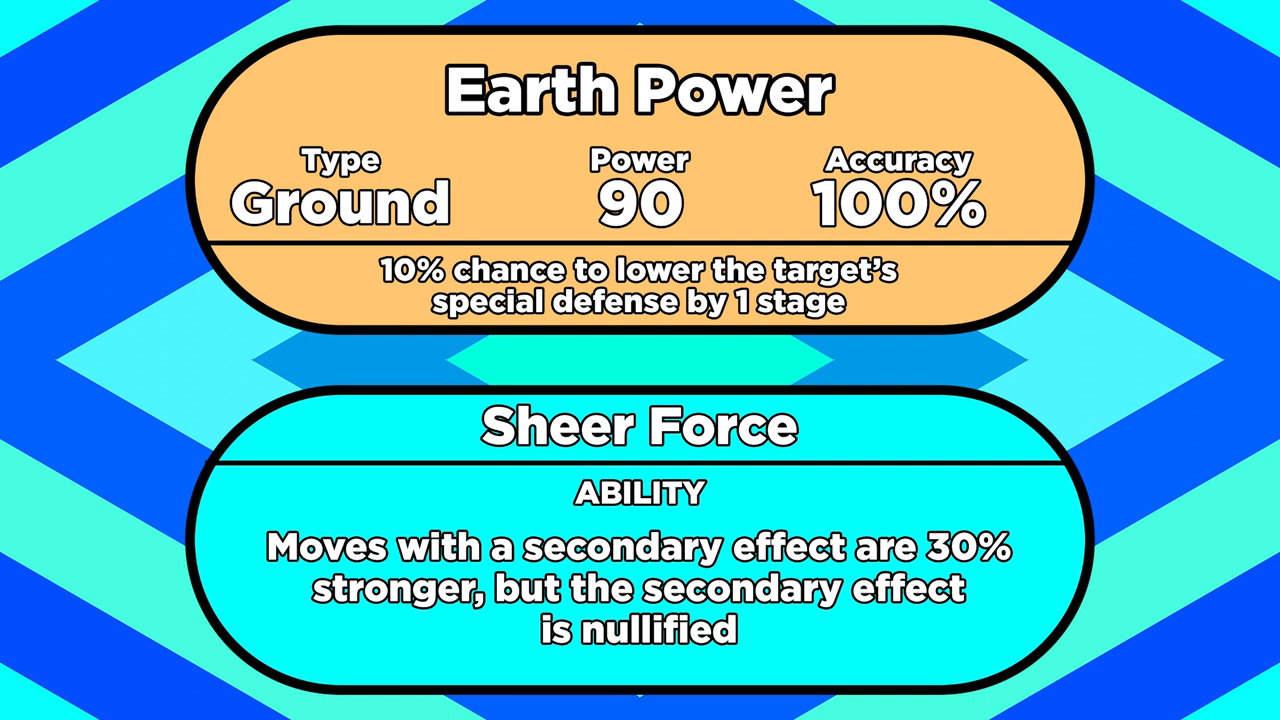 Earth Power
Type Power Accuracy
Ground 90 100%
10% chance to lower the target's
special defense by 1 stage
Sheer Force
ABILITY
Moves with a secondary effect are 30%
stronger, but the secondary effect
is nullified